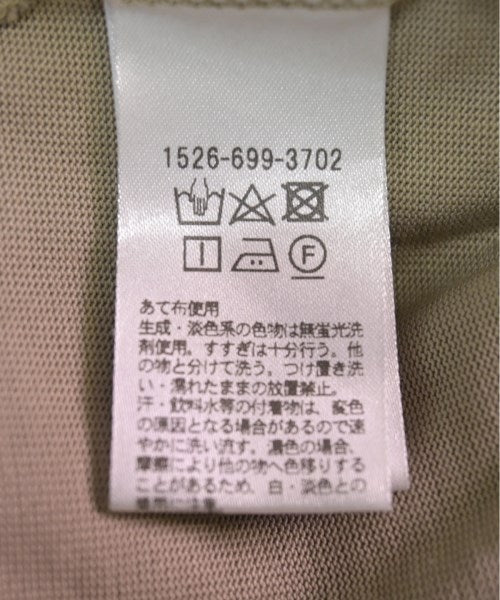 1526-699-3702
F
あて布使用
生成・淡色系の色物は無蛍光洗
剤使用。すすぎは十分行う。他
の物と分けて洗う。つけ置き洗
い・濡れたままの放置禁止。
汗・飲料水等の付着物は、変色
の原因となる場合があるので速
やかに洗い流す。濃色の場合、
摩擦により他の物へ色移りする
ことがあるため、白・淡色との
摩擦に注意